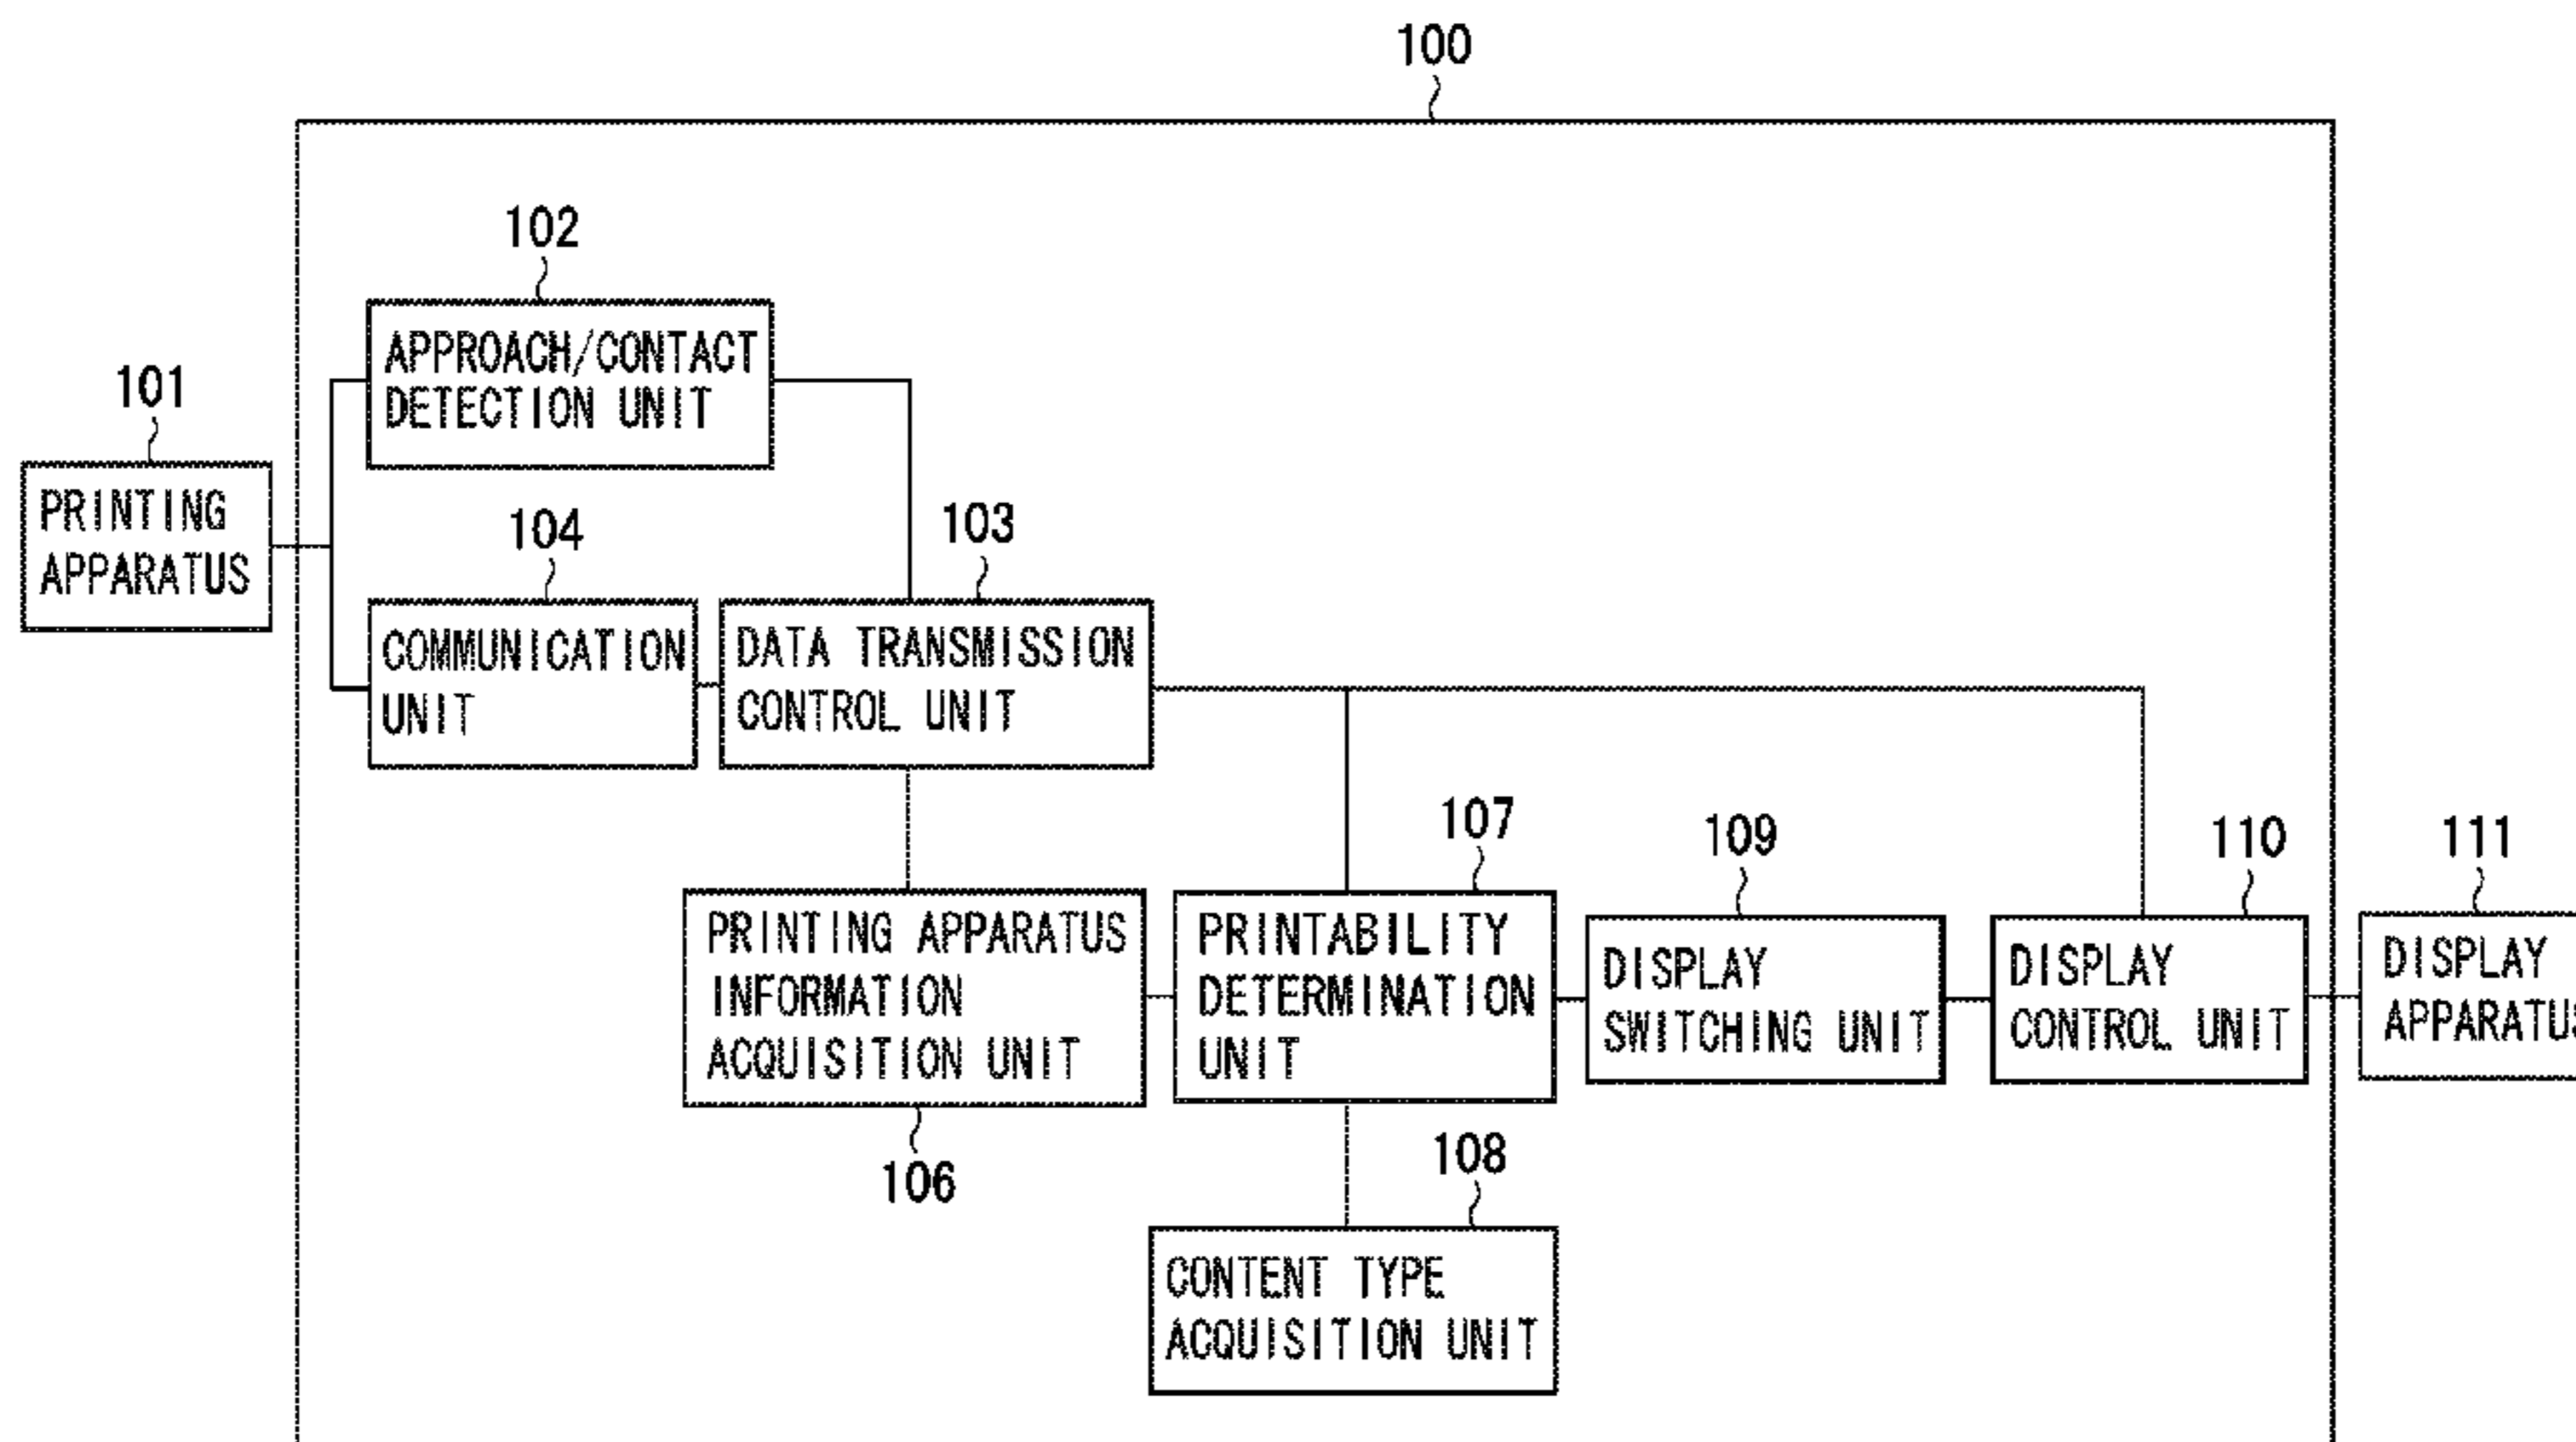 100
102
APPROACH/CONTACT
DETECTION UNIT
101
PRINTING
APPARATUS
104
COMMUNICATION
UNIT
103
DATA TRANSMISSION
CONTROL UNIT
PRINTING APPARATUS
INFORMATION
ACQUISITION UNIT
106
107
PRINTABILITY
DETERMINATION
UNIT
109
DISPLAY
SWITCHING UNIT
110
DISPLAY
CONTROL UNIT
111
DISPLAY
APPARATUS
108
CONTENT TYPE
ACQUISITION UNIT